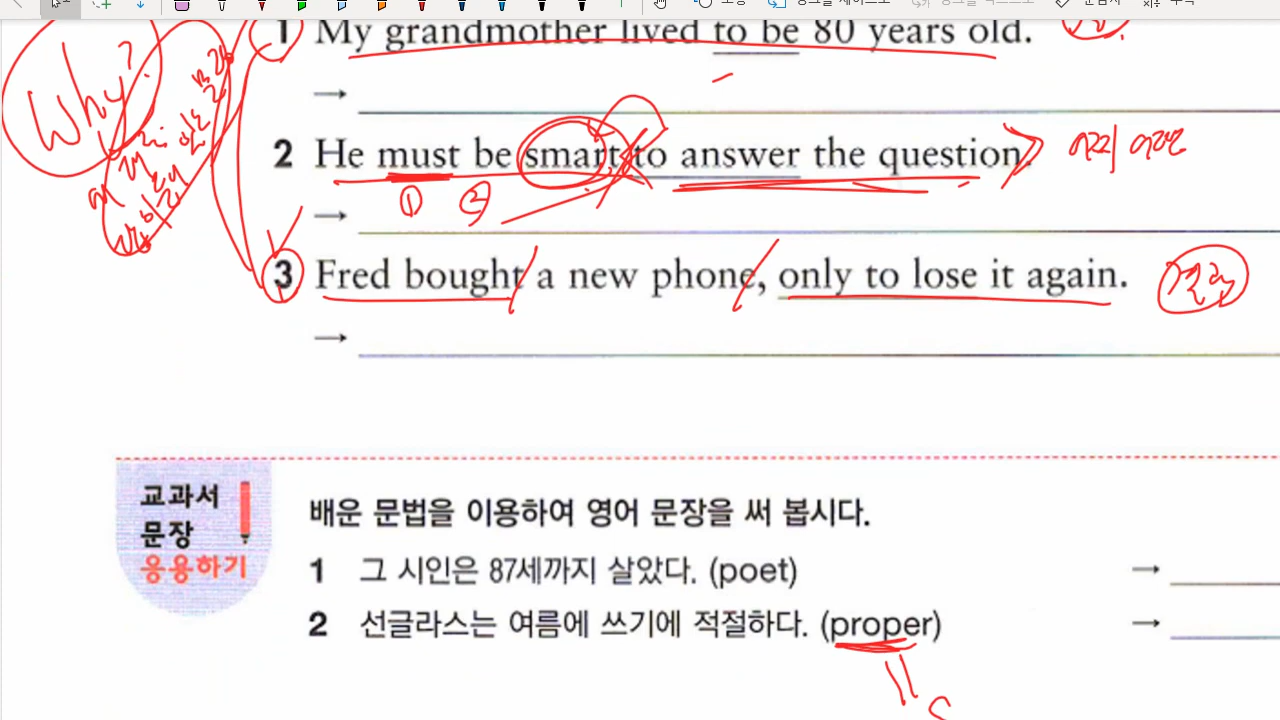 1 My grandmother lived to be 80 years old.
→
2 He must be smart to answer the question.
① ②
→
3 Fred bought a new phone, only to lose it again.
→
Why?
교과서
문장
응용하기
배운 문법을 이용하여 영어 문장을 써 봅시다.
1 그 시인은 87세까지 살았다. (poet) →
2 선글라스는 여름에 쓰기에 적절하다. (proper) →